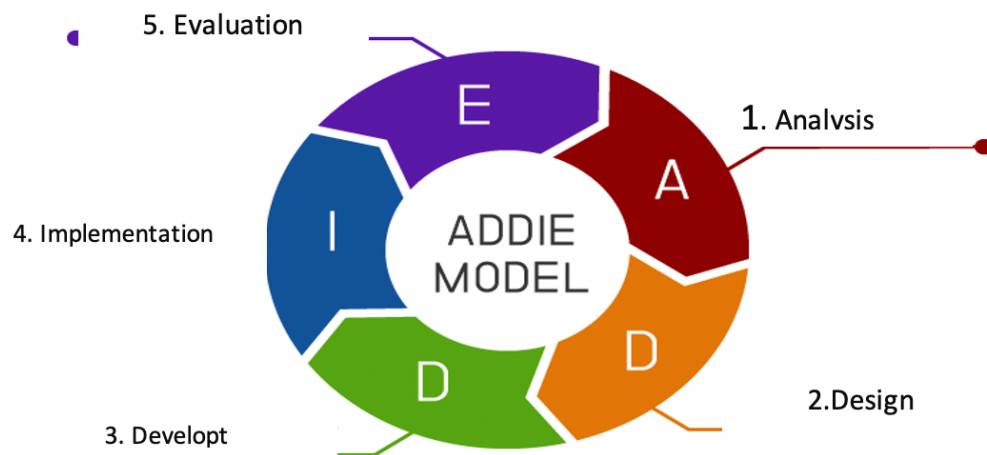 5. Evaluation
E
1. Analvsis
A
4. Implementation
I
ADDIE
MODEL
D
2.Design
D
3. Developt